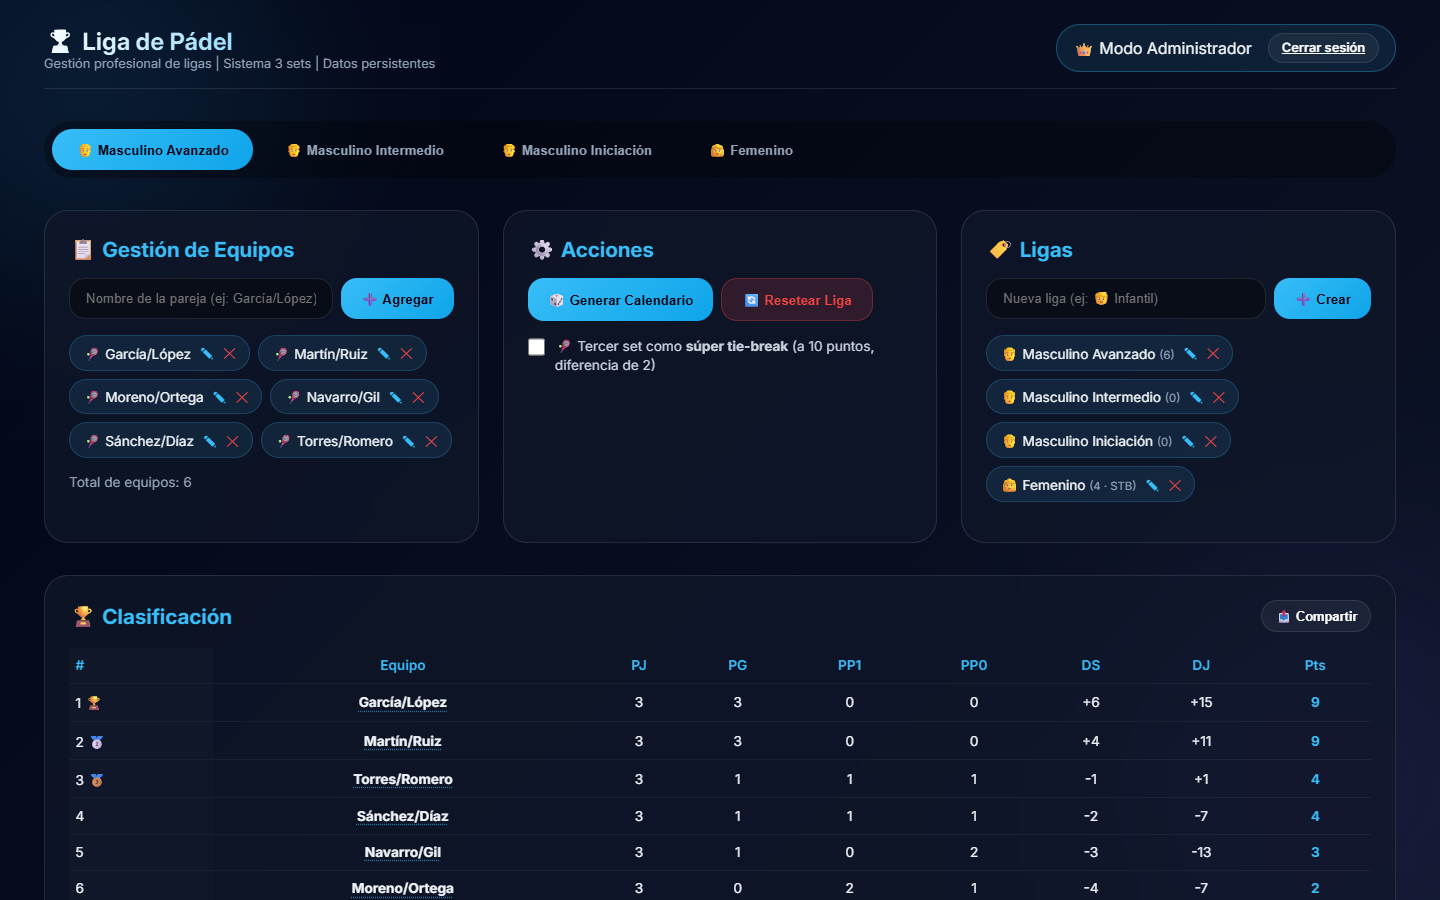 Liga de Pádel
Gestión profesional de ligas | Sistema 3 sets | Datos persistentes
Modo Administrador
Cerrar sesión
Masculino Avanzado
Masculino Intermedio
Masculino Iniciación
Femenino
Gestión de Equipos
Nombre de la pareja (ej: García/López)
Agregar
García/López
Martín/Ruiz
Moreno/Ortega
Navarro/Gil
Sánchez/Díaz
Torres/Romero
Total de equipos: 6
Acciones
Generar Calendario
Resetear Liga
Tercer set como súper tie-break (a 10 puntos,
diferencia de 2)
Ligas
Nueva liga (ej: Infantil)
Crear
Masculino Avanzado (6)
Masculino Intermedio (0)
Masculino Iniciación (0)
Femenino (4 · STB)
Clasificación
Compartir
# Equipo PJ PG PP1 PP0 DS DJ Pts
1 García/López 3 3 0 0 +6 +15 9
2 Martín/Ruiz 3 3 0 0 +4 +11 9
3 Torres/Romero 3 1 1 1 -1 +1 4
4 Sánchez/Díaz 3 1 1 1 -2 -7 4
5 Navarro/Gil 3 1 0 2 -3 -13 3
6 Moreno/Ortega 3 0 2 1 -4 -7 2